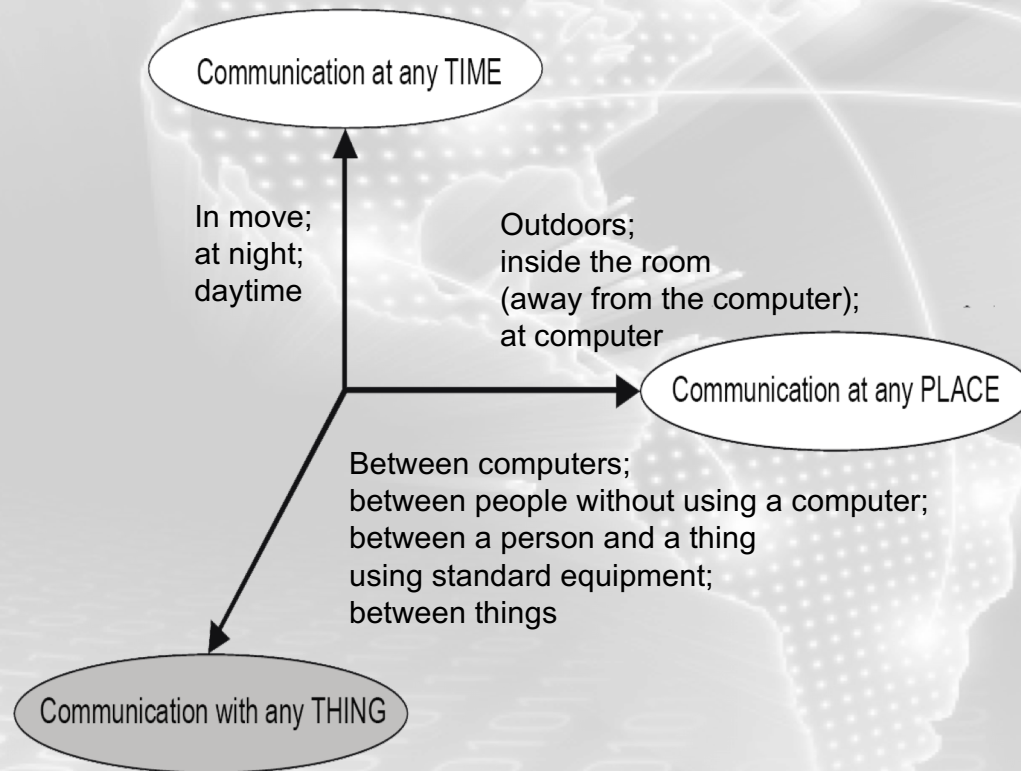 Communication at any TIME
In move;
at night;
daytime
Outdoors;
inside the room
(away from the computer);
at computer
Communication at any PLACE
Between computers;
between people without using a computer;
between a person and a thing
using standard equipment;
between things
Communication with any THING